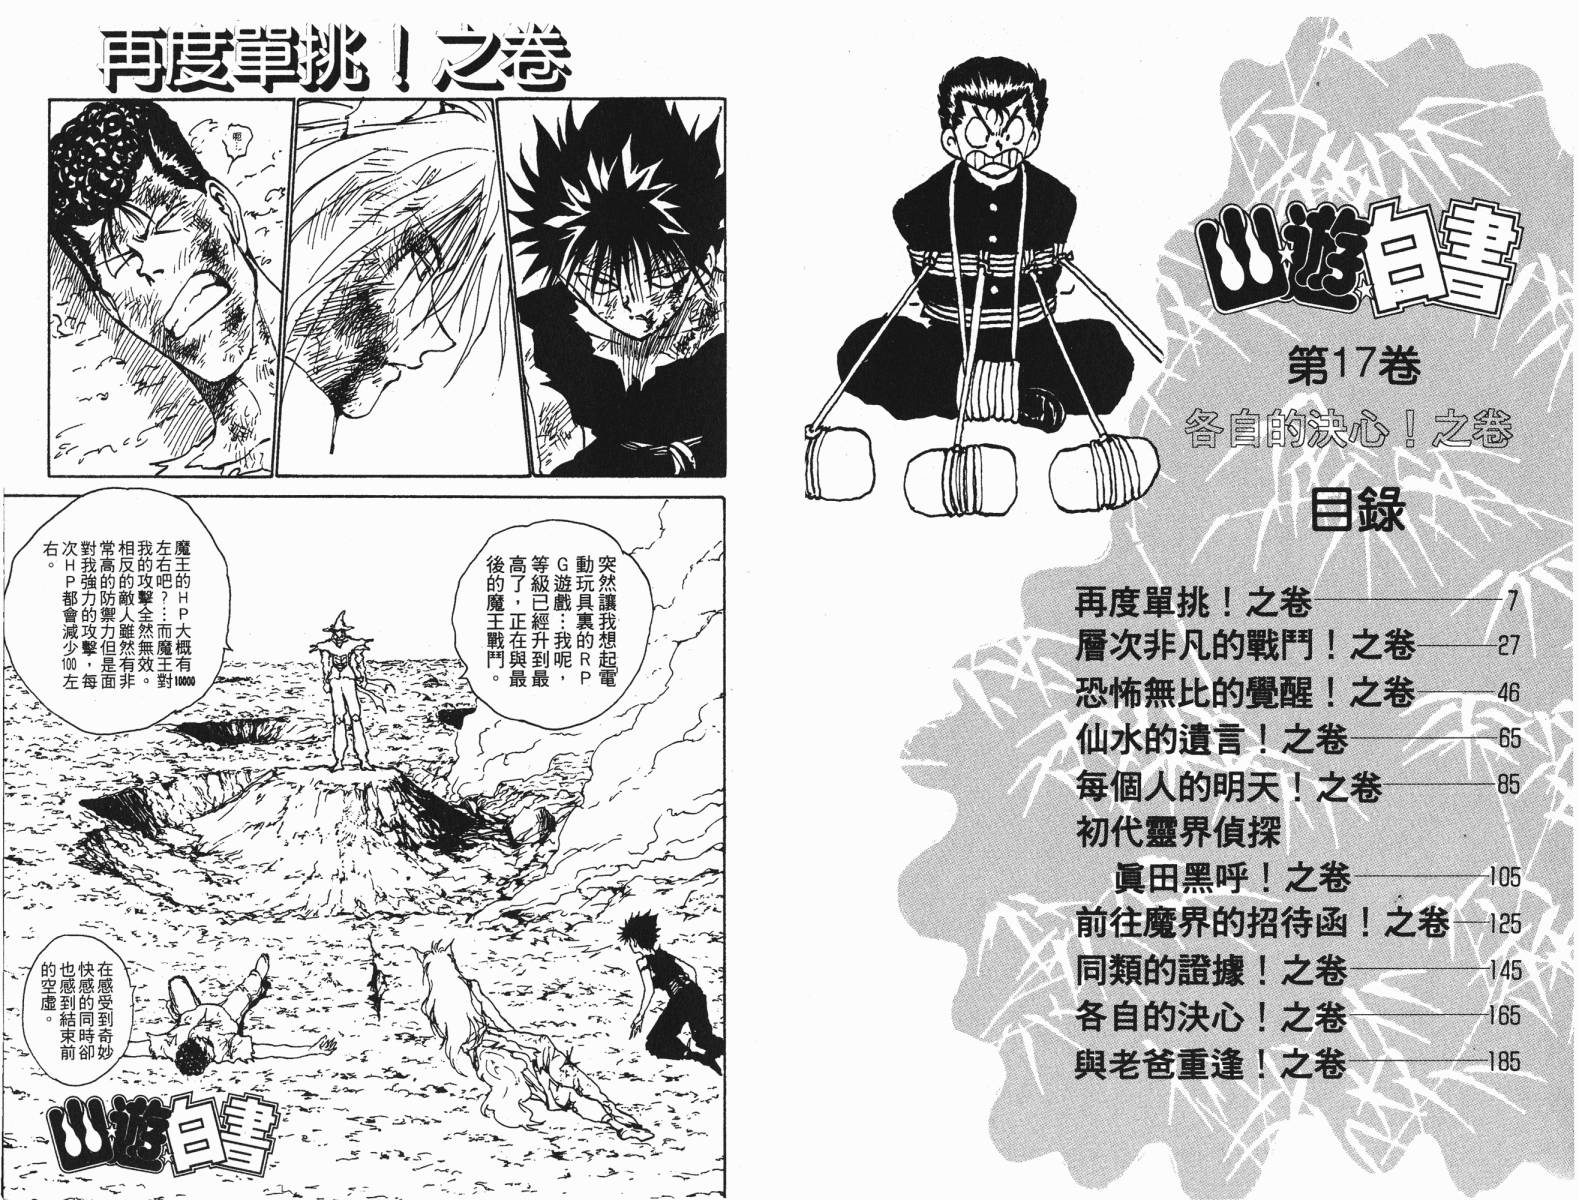 幽遊白書
第17卷
各自的決心！之卷
目錄
再度單挑！之卷 7
層次非凡的戰鬥！之卷 27
恐怖無比的覺醒！之卷 46
仙水的遺言！之卷 65
每個人的明天！之卷 85
初代靈界偵探
眞田黑呼！之卷 105
前往魔界的招待函！之卷 125
同類的證據！之卷 145
各自的決心！之卷 165
與老爸重逢！之卷 185
再度單挑！之卷
呃…
突然讓我想起電
動玩具裏的RP
G遊戲…我呢，
等級已經升到最
高了，正在與最
後的魔王戰鬥。
魔王的HP大概有10000
左右吧？…而魔王對
我的攻擊全然無效。
相反的敵人雖然有非
常高的防禦力但是面
對我強力的攻擊，每
次HP都會減少100左
右。
在感受到奇妙
快感的同時卻
也感到結束前
的空虛。
幽遊白書